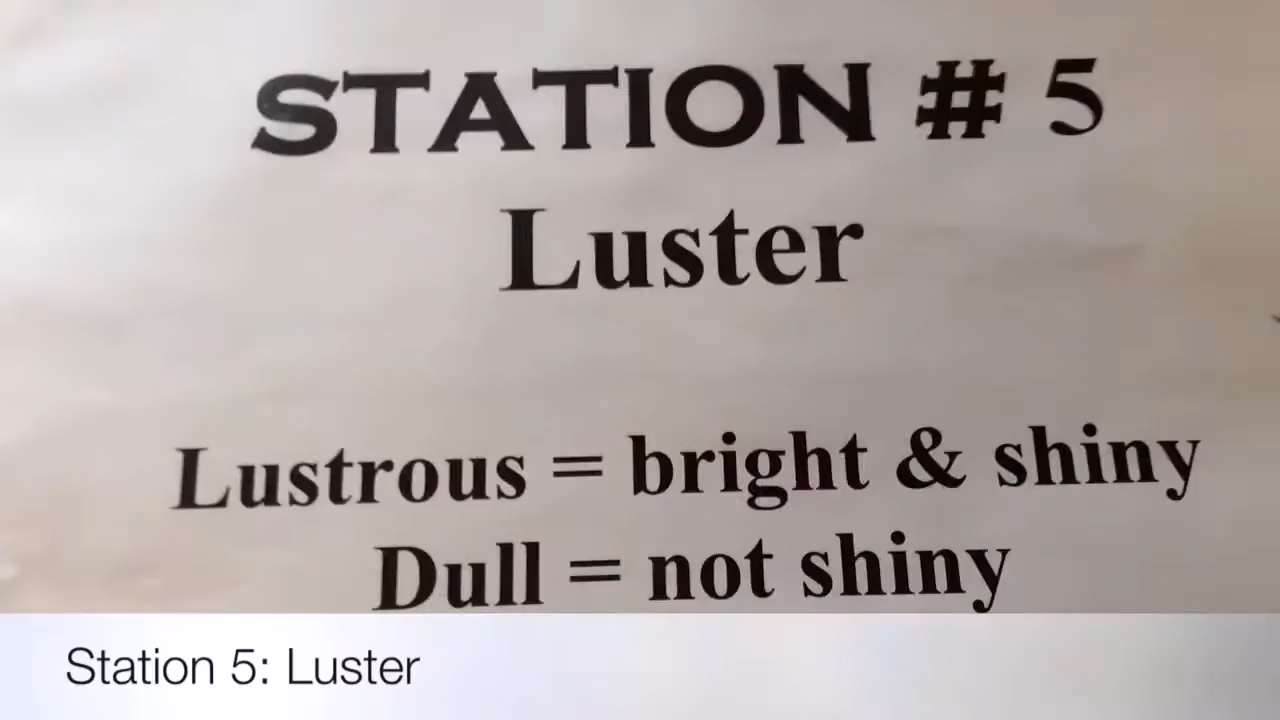 STATION # 5
Luster
Lustrous = bright & shiny
Dull = not shiny
Station 5: Luster